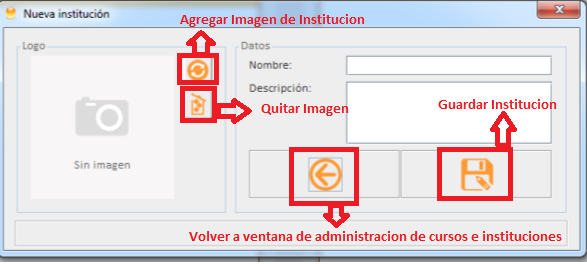 Nueva institución
Agregar Imagen de Institucion
Logo
Datos
Nombre:
Descripción:
Quitar Imagen
Guardar Institucion
Sin imagen
Volver a ventana de administracion de cursos e instituciones